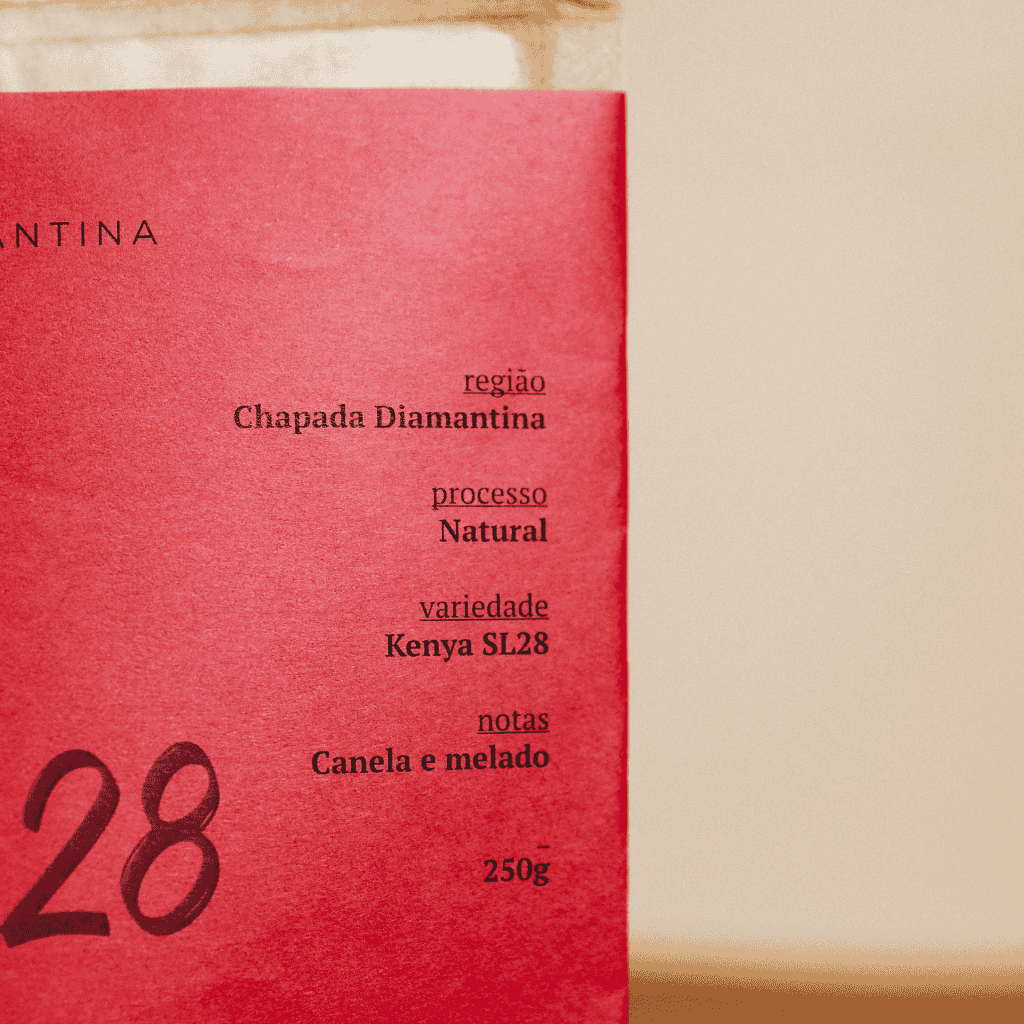 ANTINA
região
Chapada Diamantina
processo
Natural
variedade
Kenya SL28
notas
Canela e melado
28
250g